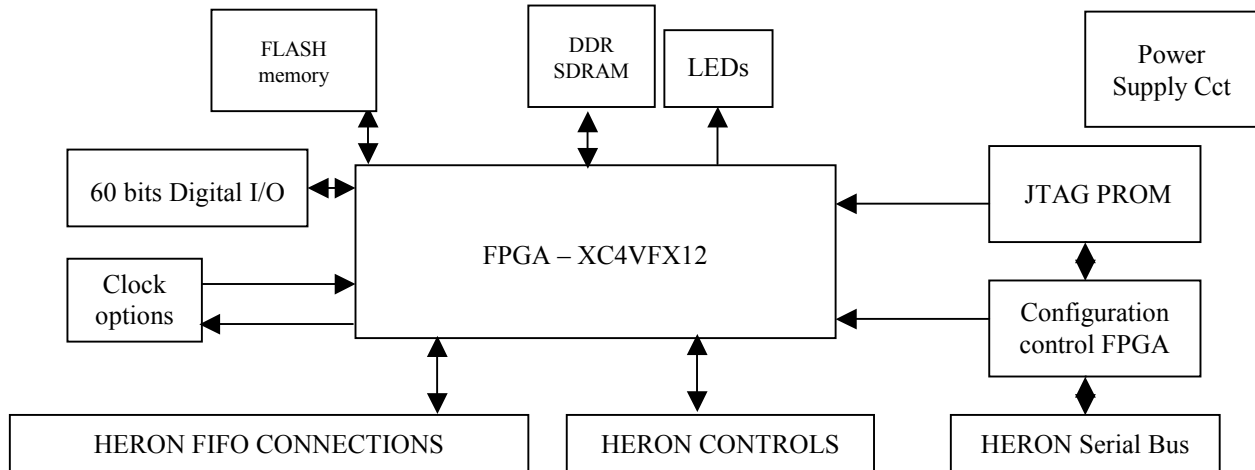 FLASH
memory
DDR
SDRAM
LEDs
Power
Supply Cct
60 bits Digital I/O
JTAG PROM
FPGA – XC4VFX12
Clock
options
Configuration
control FPGA
HERON FIFO CONNECTIONS
HERON CONTROLS
HERON Serial Bus